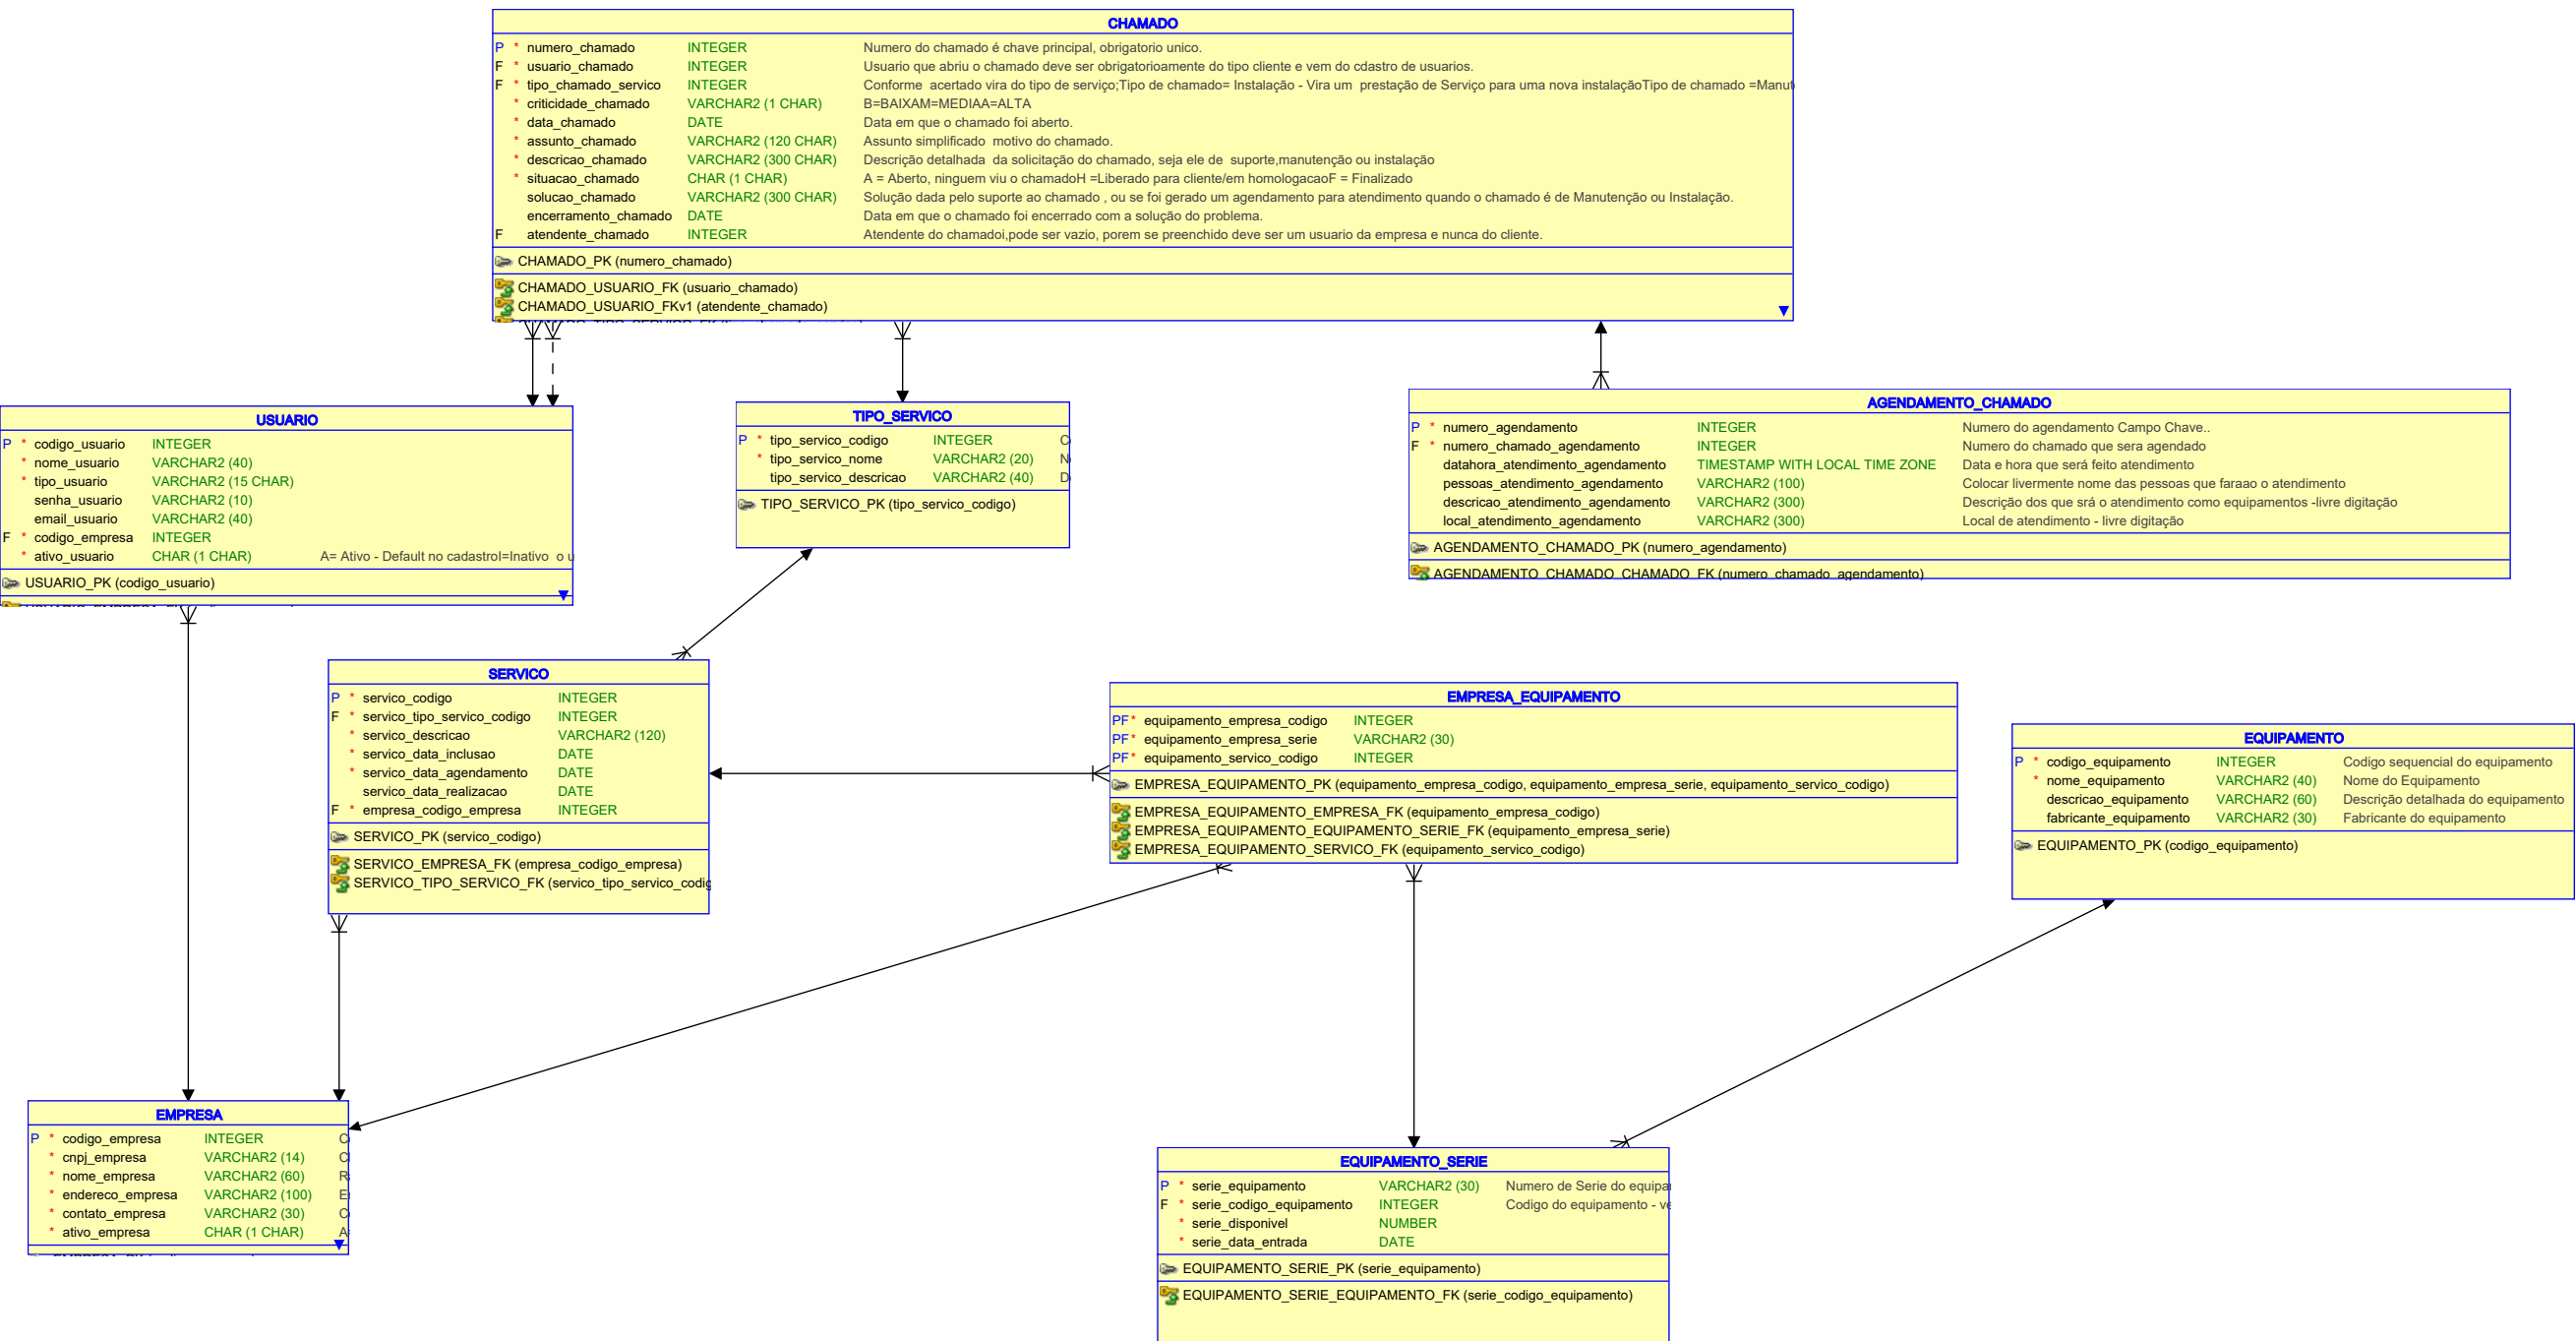 CHAMADO
P * numero_chamado INTEGER Numero do chamado é chave principal, obrigatorio unico.
F * usuario_chamado INTEGER Usuario que abriu o chamado deve ser obrigatorioamente do tipo cliente e vem do cdastro de usuarios.
F * tipo_chamado_servico INTEGER Conforme acertado vira do tipo de serviço;Tipo de chamado= Instalação - Vira um prestação de Serviço para uma nova instalaçãoTipo de chamado =Manut
* criticidade_chamado VARCHAR2 (1 CHAR) B=BAIXAM=MEDIAA=ALTA
* data_chamado DATE Data em que o chamado foi aberto.
* assunto_chamado VARCHAR2 (120 CHAR) Assunto simplificado motivo do chamado.
* descricao_chamado VARCHAR2 (300 CHAR) Descrição detalhada da solicitação do chamado, seja ele de suporte,manutenção ou instalação
* situacao_chamado CHAR (1 CHAR) A = Aberto, ninguem viu o chamadoH =Liberado para cliente/em homologacaoF = Finalizado
solucao_chamado VARCHAR2 (300 CHAR) Solução dada pelo suporte ao chamado , ou se foi gerado um agendamento para atendimento quando o chamado é de Manutenção ou Instalação.
encerramento_chamado DATE Data em que o chamado foi encerrado com a solução do problema.
F atendente_chamado INTEGER Atendente do chamadoi,pode ser vazio, porem se preenchido deve ser um usuario da empresa e nunca do cliente.
CHAMADO_PK (numero_chamado)
CHAMADO_USUARIO_FK (usuario_chamado)
CHAMADO_USUARIO_FKv1 (atendente_chamado)
USUARIO
P * codigo_usuario INTEGER
* nome_usuario VARCHAR2 (40)
* tipo_usuario VARCHAR2 (15 CHAR)
senha_usuario VARCHAR2 (10)
email_usuario VARCHAR2 (40)
F * codigo_empresa INTEGER
* ativo_usuario CHAR (1 CHAR) A= Ativo - Default no cadastroI=Inativo o u
USUARIO_PK (codigo_usuario)
TIPO_SERVICO
P * tipo_servico_codigo INTEGER C
* tipo_servico_nome VARCHAR2 (20) N
tipo_servico_descricao VARCHAR2 (40) D
TIPO_SERVICO_PK (tipo_servico_codigo)
AGENDAMENTO_CHAMADO
P * numero_agendamento INTEGER Numero do agendamento Campo Chave..
F * numero_chamado_agendamento INTEGER Numero do chamado que sera agendado
datahora_atendimento_agendamento TIMESTAMP WITH LOCAL TIME ZONE Data e hora que será feito atendimento
pessoas_atendimento_agendamento VARCHAR2 (100) Colocar livermente nome das pessoas que faraao o atendimento
descricao_atendimento_agendamento VARCHAR2 (300) Descrição dos que srá o atendimento como equipamentos -livre digitação
local_atendimento_agendamento VARCHAR2 (300) Local de atendimento - livre digitação
AGENDAMENTO_CHAMADO_PK (numero_agendamento)
AGENDAMENTO_CHAMADO_CHAMADO_FK (numero_chamado_agendamento)
SERVICO
P * servico_codigo INTEGER
F * servico_tipo_servico_codigo INTEGER
* servico_descricao VARCHAR2 (120)
* servico_data_inclusao DATE
* servico_data_agendamento DATE
servico_data_realizacao DATE
F * empresa_codigo_empresa INTEGER
SERVICO_PK (servico_codigo)
SERVICO_EMPRESA_FK (empresa_codigo_empresa)
SERVICO_TIPO_SERVICO_FK (servico_tipo_servico_codig
EMPRESA_EQUIPAMENTO
PF * equipamento_empresa_codigo INTEGER
PF * equipamento_empresa_serie VARCHAR2 (30)
PF * equipamento_servico_codigo INTEGER
EMPRESA_EQUIPAMENTO_PK (equipamento_empresa_codigo, equipamento_empresa_serie, equipamento_servico_codigo)
EMPRESA_EQUIPAMENTO_EMPRESA_FK (equipamento_empresa_codigo)
EMPRESA_EQUIPAMENTO_EQUIPAMENTO_SERIE_FK (equipamento_empresa_serie)
EMPRESA_EQUIPAMENTO_SERVICO_FK (equipamento_servico_codigo)
EQUIPAMENTO
P * codigo_equipamento INTEGER Codigo sequencial do equipamento
* nome_equipamento VARCHAR2 (40) Nome do Equipamento
descricao_equipamento VARCHAR2 (60) Descrição detalhada do equipamento
fabricante_equipamento VARCHAR2 (30) Fabricante do equipamento
EQUIPAMENTO_PK (codigo_equipamento)
EMPRESA
P * codigo_empresa INTEGER C
* cnpj_empresa VARCHAR2 (14) C
* nome_empresa VARCHAR2 (60) R
* endereco_empresa VARCHAR2 (100) E
* contato_empresa VARCHAR2 (30) C
* ativo_empresa CHAR (1 CHAR) A
EQUIPAMENTO_SERIE
P * serie_equipamento VARCHAR2 (30) Numero de Serie do equipa
F * serie_codigo_equipamento INTEGER Codigo do equipamento - ve
* serie_disponivel NUMBER
* serie_data_entrada DATE
EQUIPAMENTO_SERIE_PK (serie_equipamento)
EQUIPAMENTO_SERIE_EQUIPAMENTO_FK (serie_codigo_equipamento)